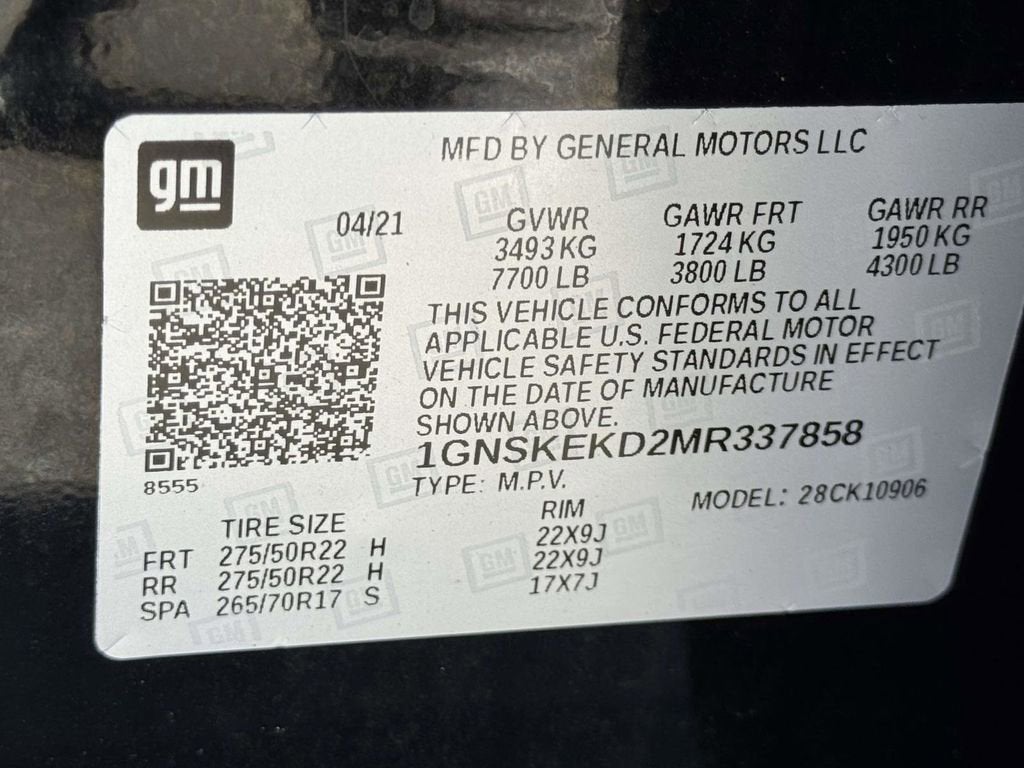 gm
MFD BY GENERAL MOTORS LLC
04/21
GVWR GAWR FRT GAWR RR
3493 KG 1724 KG 1950 KG
7700 LB 3800 LB 4300 LB
THIS VEHICLE CONFORMS TO ALL
APPLICABLE U.S. FEDERAL MOTOR
VEHICLE SAFETY STANDARDS IN EFFECT
ON THE DATE OF MANUFACTURE
SHOWN ABOVE.
1GNSKEKD2MR337858
8555
TYPE: M.P.V. MODEL: 28CK10906
TIRE SIZE RIM
FRT 275/50R22 H 22X9J
RR 275/50R22 H 22X9J
SPA 265/70R17 S 17X7J